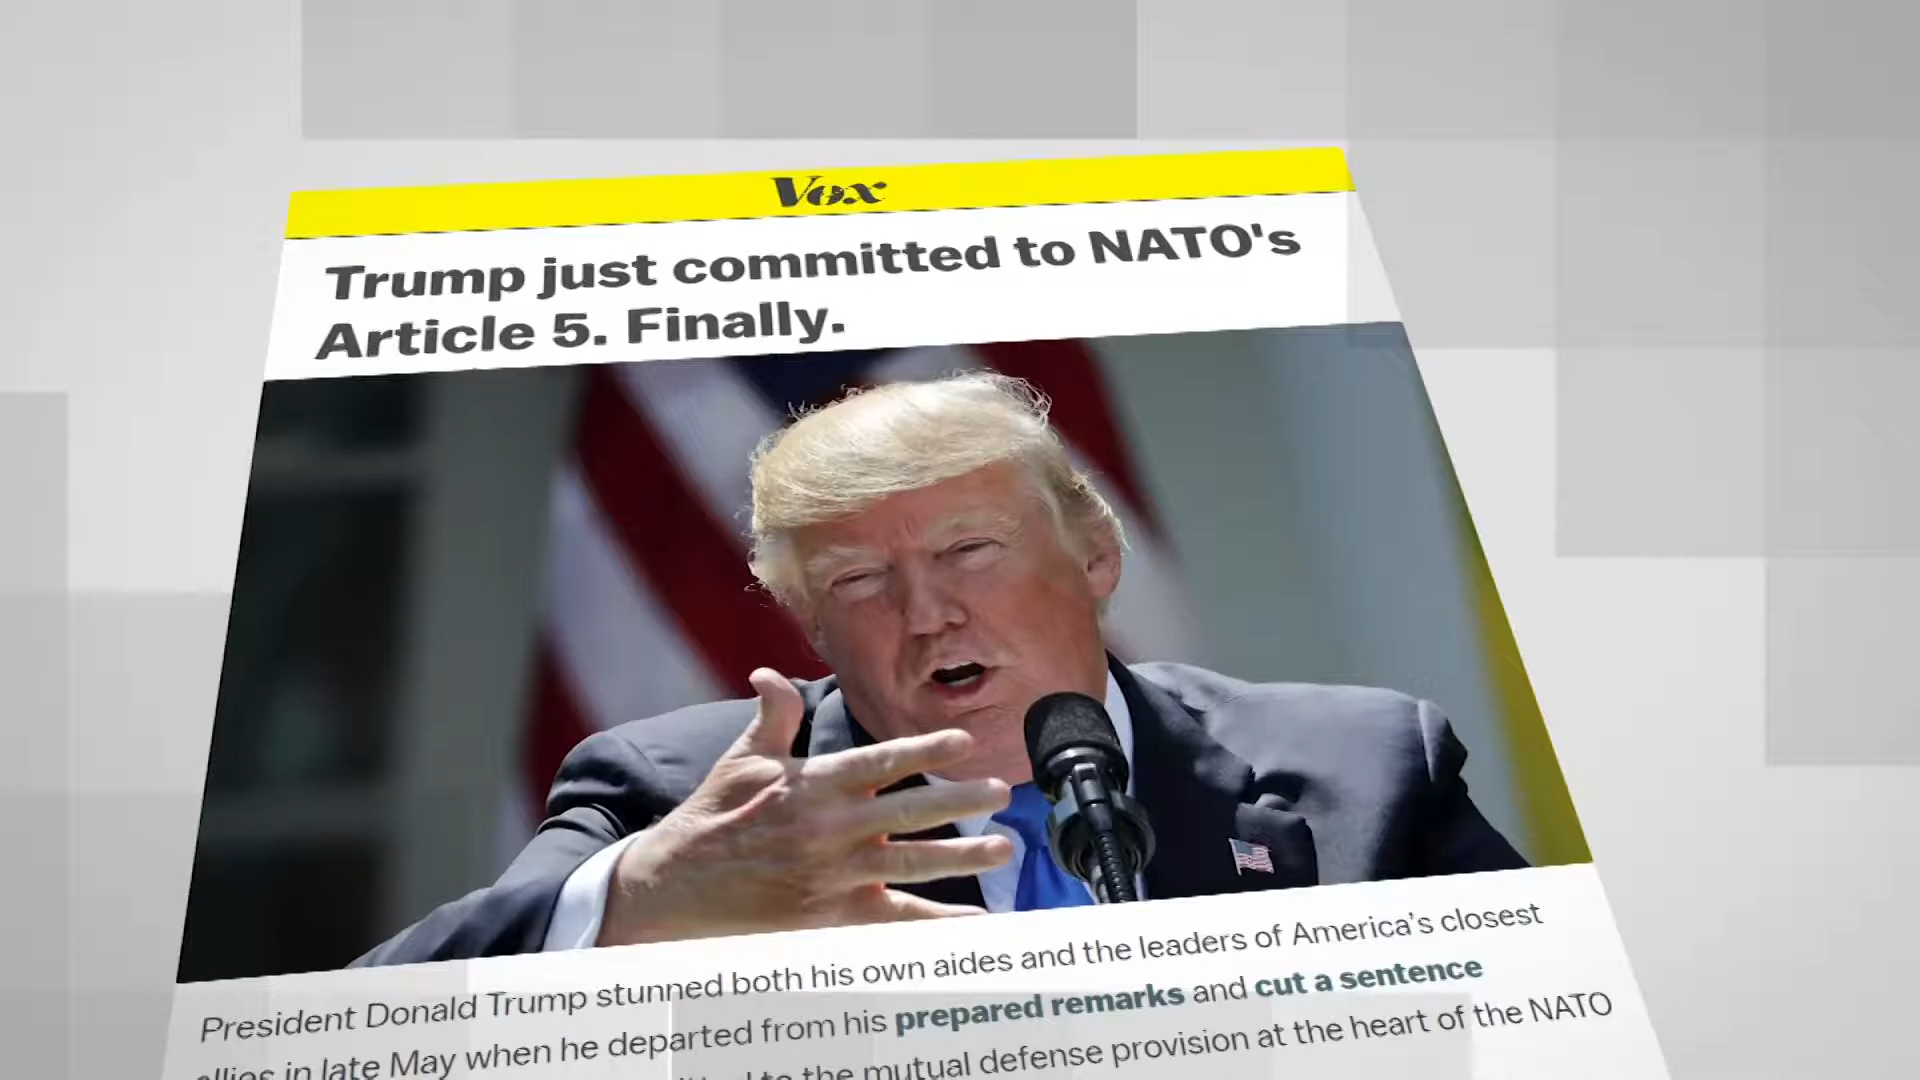 Vox
Trump just committed to NATO's
Article 5. Finally.
President Donald Trump stunned both his own aides and the leaders of America's closest
allies in late May when he departed from his prepared remarks and cut a sentence
to the mutual defense provision at the heart of the NATO